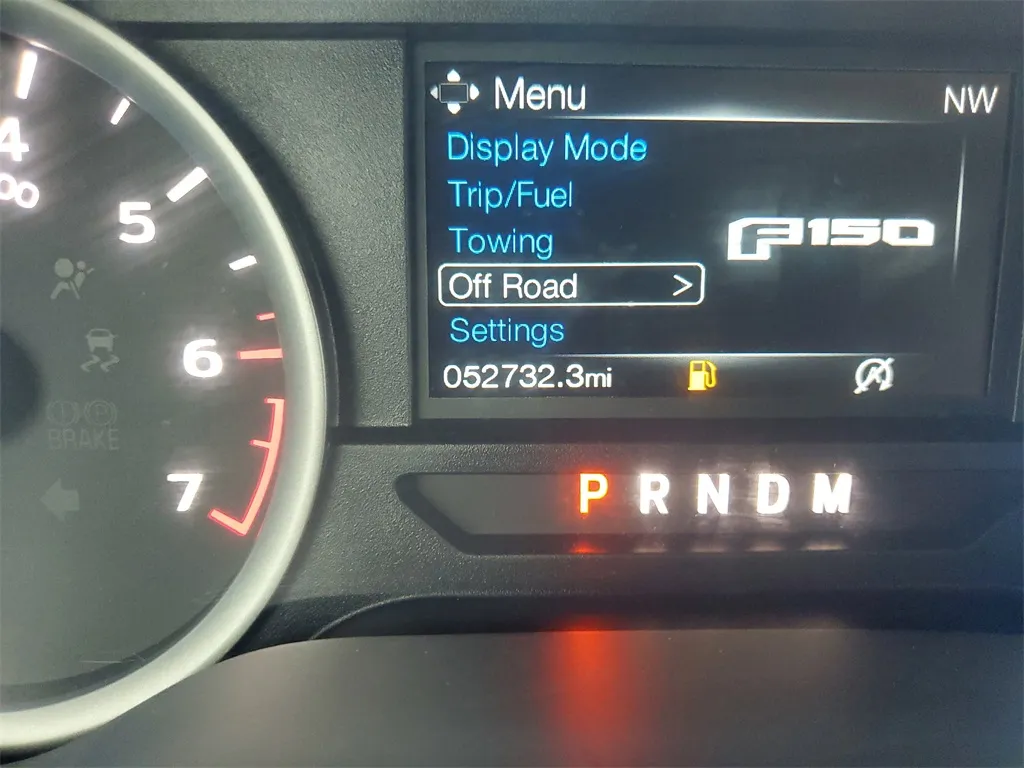 Menu
NW
Display Mode
Trip/Fuel
Towing
F150
Off Road >
Settings
052732.3mi
P R N D M
4
5
6
7
BRAKE